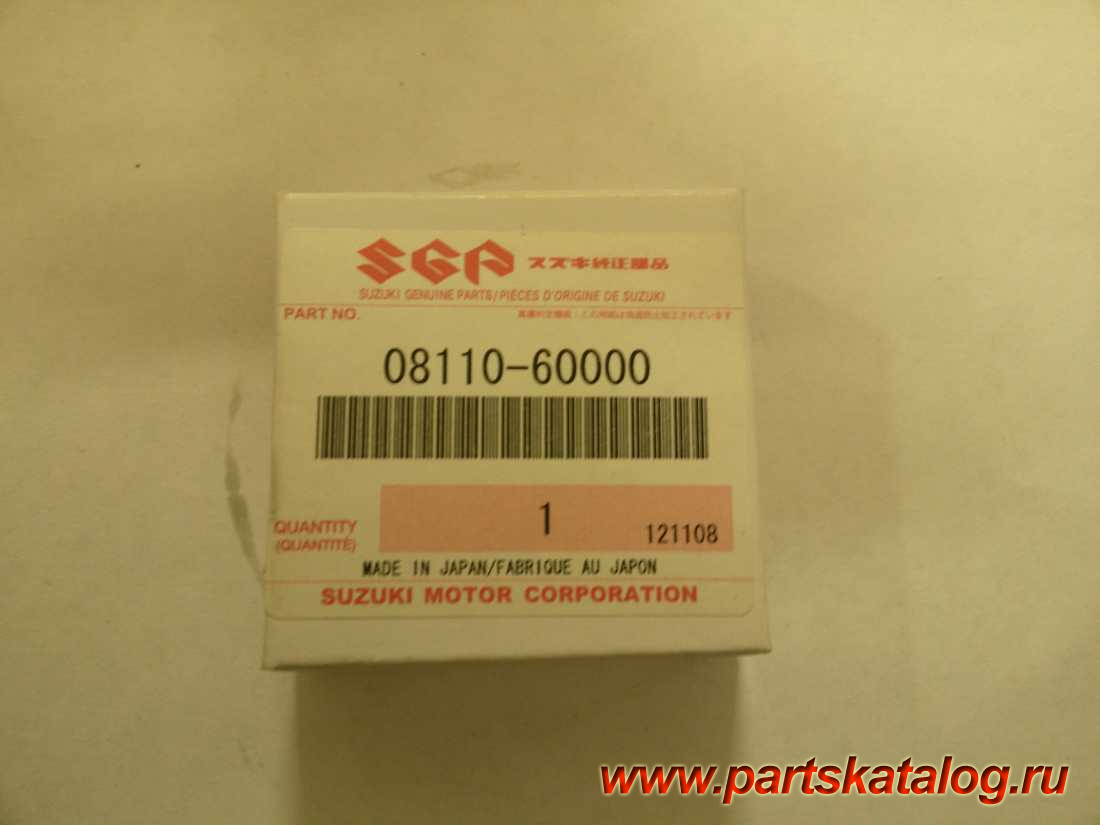 SGP スズキ純正部品
SUZUKI GENUINE PARTS/PIÈCES D'ORIGINE DE SUZUKI
PART NO.
08110-60000
QUANTITY
(QUANTITÉ)
1
121108
MADE IN JAPAN/FABRIQUE AU JAPON
SUZUKI MOTOR CORPORATION
www.partskatalog.ru